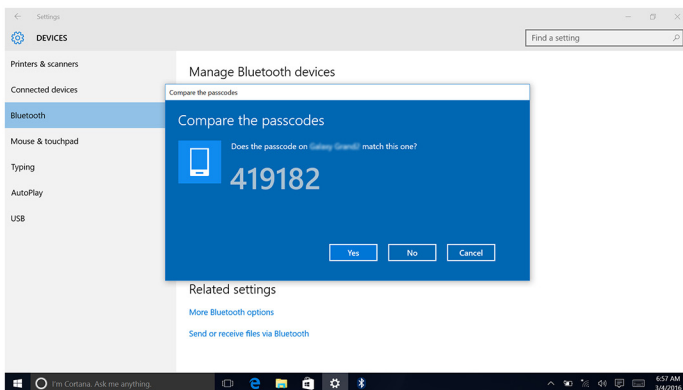 Settings
DEVICES
Find a setting
Printers & scanners
Connected devices
Bluetooth
Mouse & touchpad
Typing
AutoPlay
USB
Manage Bluetooth devices
Compare the passcodes
Compare the passcodes
Does the passcode on Galaxy Grand2 match this one?
419182
Yes
No
Cancel
Related settings
More Bluetooth options
Send or receive files via Bluetooth
I'm Cortana. Ask me anything.
6:57 AM
3/4/2016